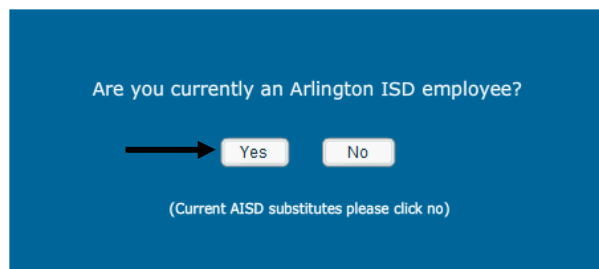 Are you currently an Arlington ISD employee?
Yes No
(Current AISD substitutes please click no)